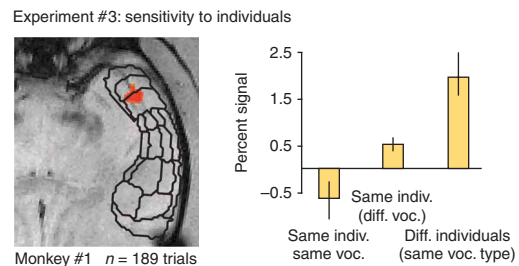 Experiment #3: sensitivity to individuals
Monkey #1 n = 189 trials
Percent signal
2.5
1.5
0.5
–0.5
Same indiv.
(diff. voc.)
Same indiv.
same voc.
Diff. individuals
(same voc. type)